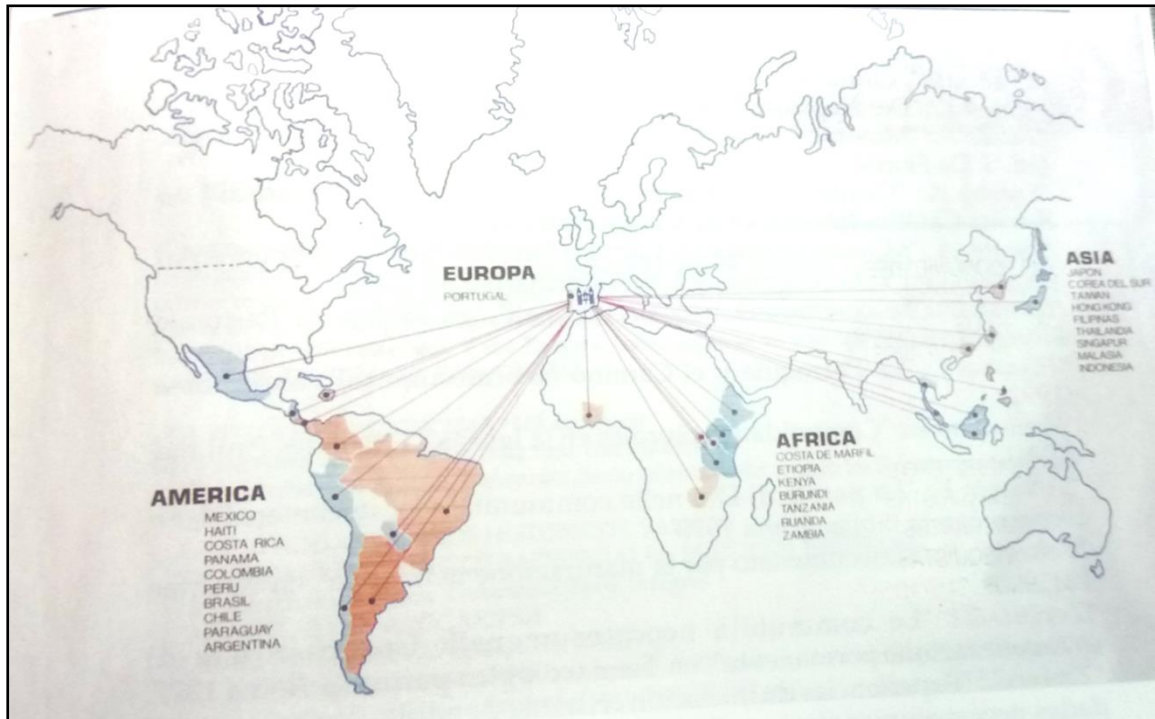 EUROPA
PORTUGAL
ASIA
JAPON
COREA DEL SUR
TAIWAN
HONG KONG
FILIPINAS
THAILANDIA
SINGAPUR
MALASIA
INDONESIA
AFRICA
COSTA DE MARFIL
ETIOPIA
KENYA
BURUNDI
TANZANIA
RUANDA
ZAMBIA
AMERICA
MEXICO
HAITI
COSTA RICA
PANAMA
COLOMBIA
PERU
BRASIL
CHILE
PARAGUAY
ARGENTINA